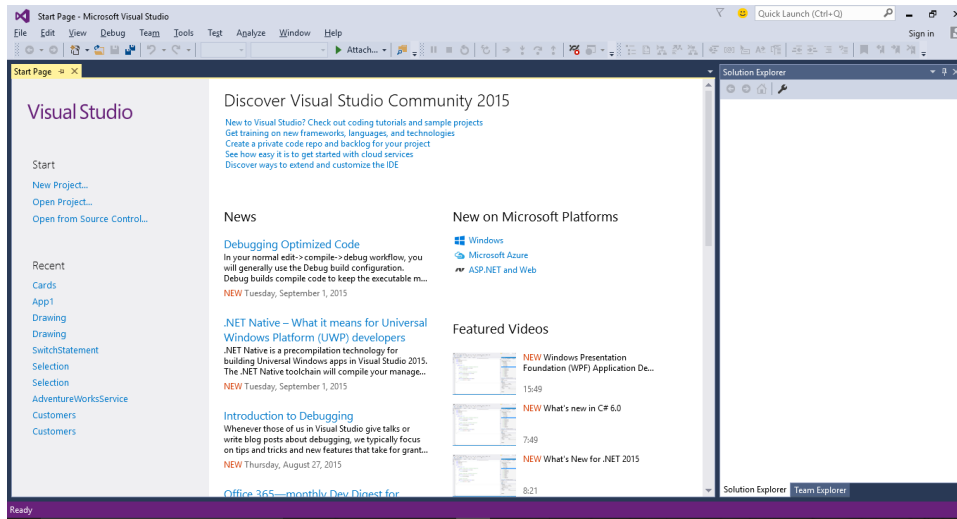 Start Page - Microsoft Visual Studio
Quick Launch (Ctrl+Q)
File Edit View Debug Team Tools Test Analyze Window Help
Sign in
Attach...
Start Page
Solution Explorer
Visual Studio
Start
New Project...
Open Project...
Open from Source Control...
Recent
Cards
App1
Drawing
Drawing
SwitchStatement
Selection
Selection
AdventureWorksService
Customers
Customers
Discover Visual Studio Community 2015
New to Visual Studio? Check out coding tutorials and sample projects
Get training on new frameworks, languages, and technologies
Create a private code repo and backlog for your project
See how easy it is to get started with cloud services
Discover ways to extend and customize the IDE
News
Debugging Optimized Code
In your normal edit->compile->debug workflow, you
will generally use the Debug build configuration.
Debug builds compile code to keep the executable m...
NEW Tuesday, September 1, 2015
.NET Native – What it means for Universal
Windows Platform (UWP) developers
.NET Native is a precompilation technology for
building Universal Windows apps in Visual Studio 2015.
The .NET Native toolchain will compile your manage...
NEW Tuesday, September 1, 2015
Introduction to Debugging
Whenever those of us in Visual Studio give talks or
write blog posts about debugging, we typically focus
on tips and tricks and new features that take for grant...
NEW Thursday, August 27, 2015
Office 365—monthly Dev Digest for
New on Microsoft Platforms
Windows
Microsoft Azure
ASP.NET and Web
Featured Videos
NEW Windows Presentation
Foundation (WPF) Application De...
15:49
NEW What's new in C# 6.0
7:49
NEW What's New for .NET 2015
8:21
Solution Explorer Team Explorer
Ready